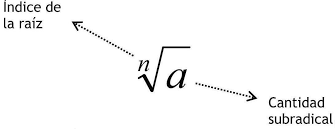 Índice de
la raíz
ⁿ√a
Cantidad
subradical